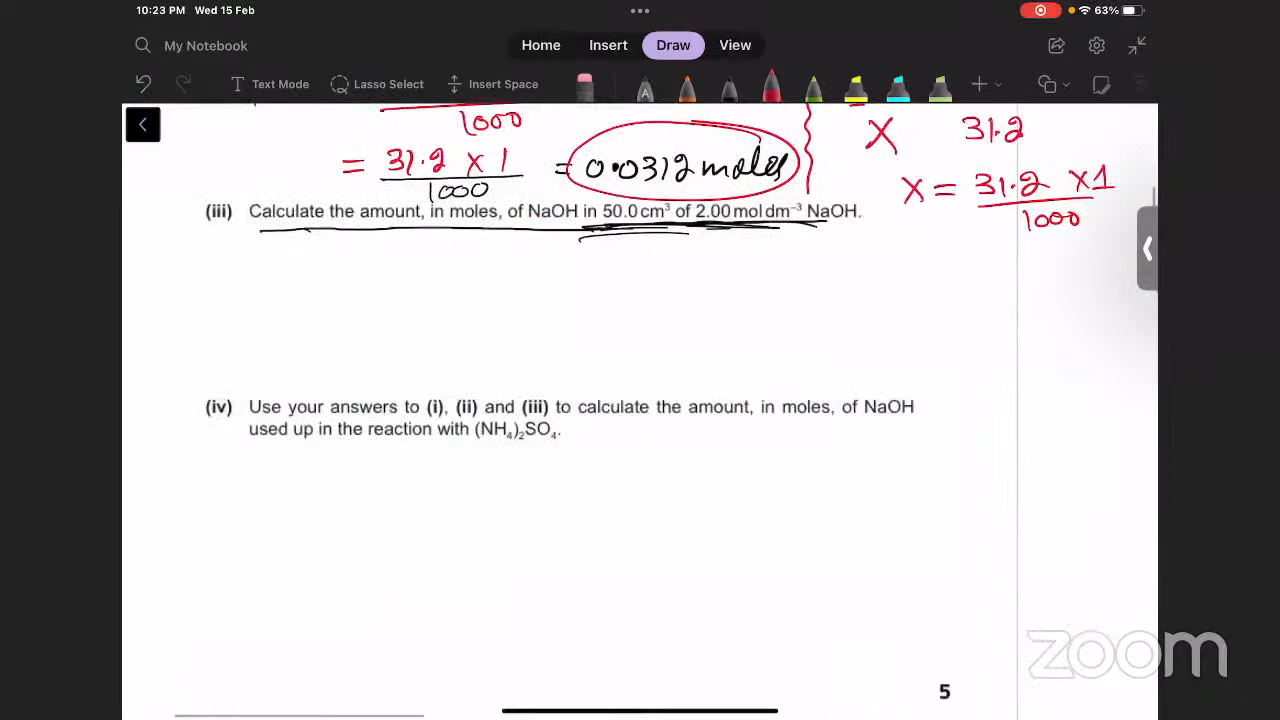 10:23 PM Wed 15 Feb
63%
My Notebook
Home Insert Draw View
Text Mode Lasso Select Insert Space
1000
= 31.2 x 1 = 0.0312 moles
1000
X 31.2
X = 31.2 x1
1000
(iii) Calculate the amount, in moles, of NaOH in 50.0 cm³ of 2.00 mol dm⁻³ NaOH.
(iv) Use your answers to (i), (ii) and (iii) to calculate the amount, in moles, of NaOH
used up in the reaction with (NH₄)₂SO₄.
zoom
5